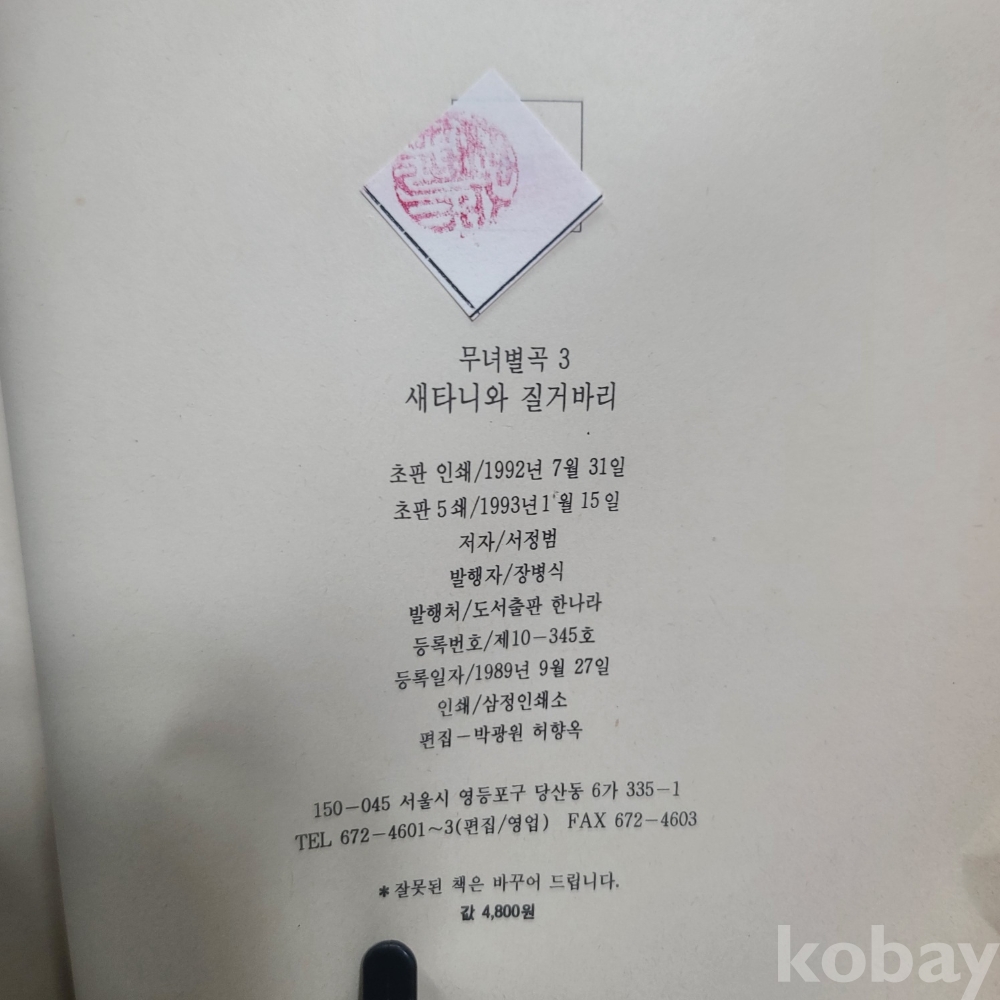 무녀별곡 3
새타니와 질거바리
초판 인쇄/1992년 7월 31일
초판 5쇄/1993년 1월 15일
저자/서정범
발행자/장병식
발행처/도서출판 한나라
등록번호/제10-345호
등록일자/1989년 9월 27일
인쇄/삼정인쇄소
편집-박광원 허향옥
150-045 서울시 영등포구 당산동 6가 335-1
TEL 672-4601~3(편집/영업) FAX 672-4603
*잘못된 책은 바꾸어 드립니다.
값 4,800원
kobay